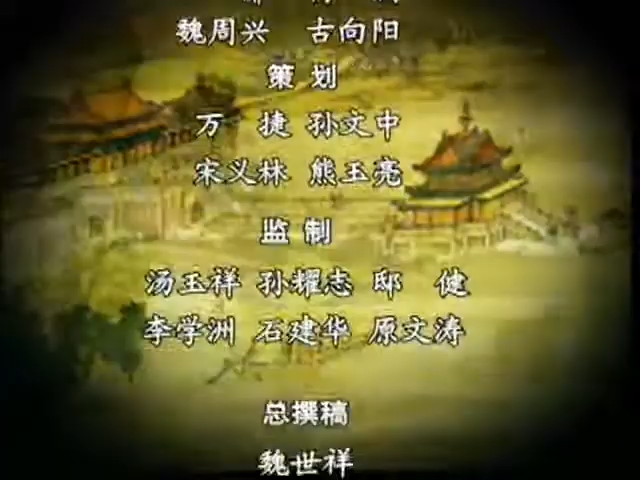 魏周兴 古向阳
策划
万 捷 孙文中
宋义林 熊玉亮
监制
汤玉祥 孙耀志 邸 健
李学洲 石建华 原文涛
总撰稿
魏世祥